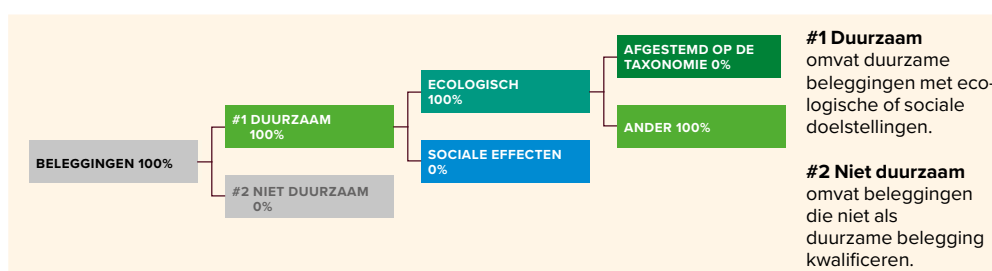 BELEGGINGEN 100%
#1 DUURZAAM
100%
#2 NIET DUURZAAM
0%
ECOLOGISCH
100%
SOCIALE EFFECTEN
0%
AFGESTEMD OP DE
TAXONOMIE 0%
ANDER 100%
#1 Duurzaam
omvat duurzame
beleggingen met eco-
logische of sociale
doelstellingen.
#2 Niet duurzaam
omvat beleggingen
die niet als
duurzame belegging
kwalificeren.